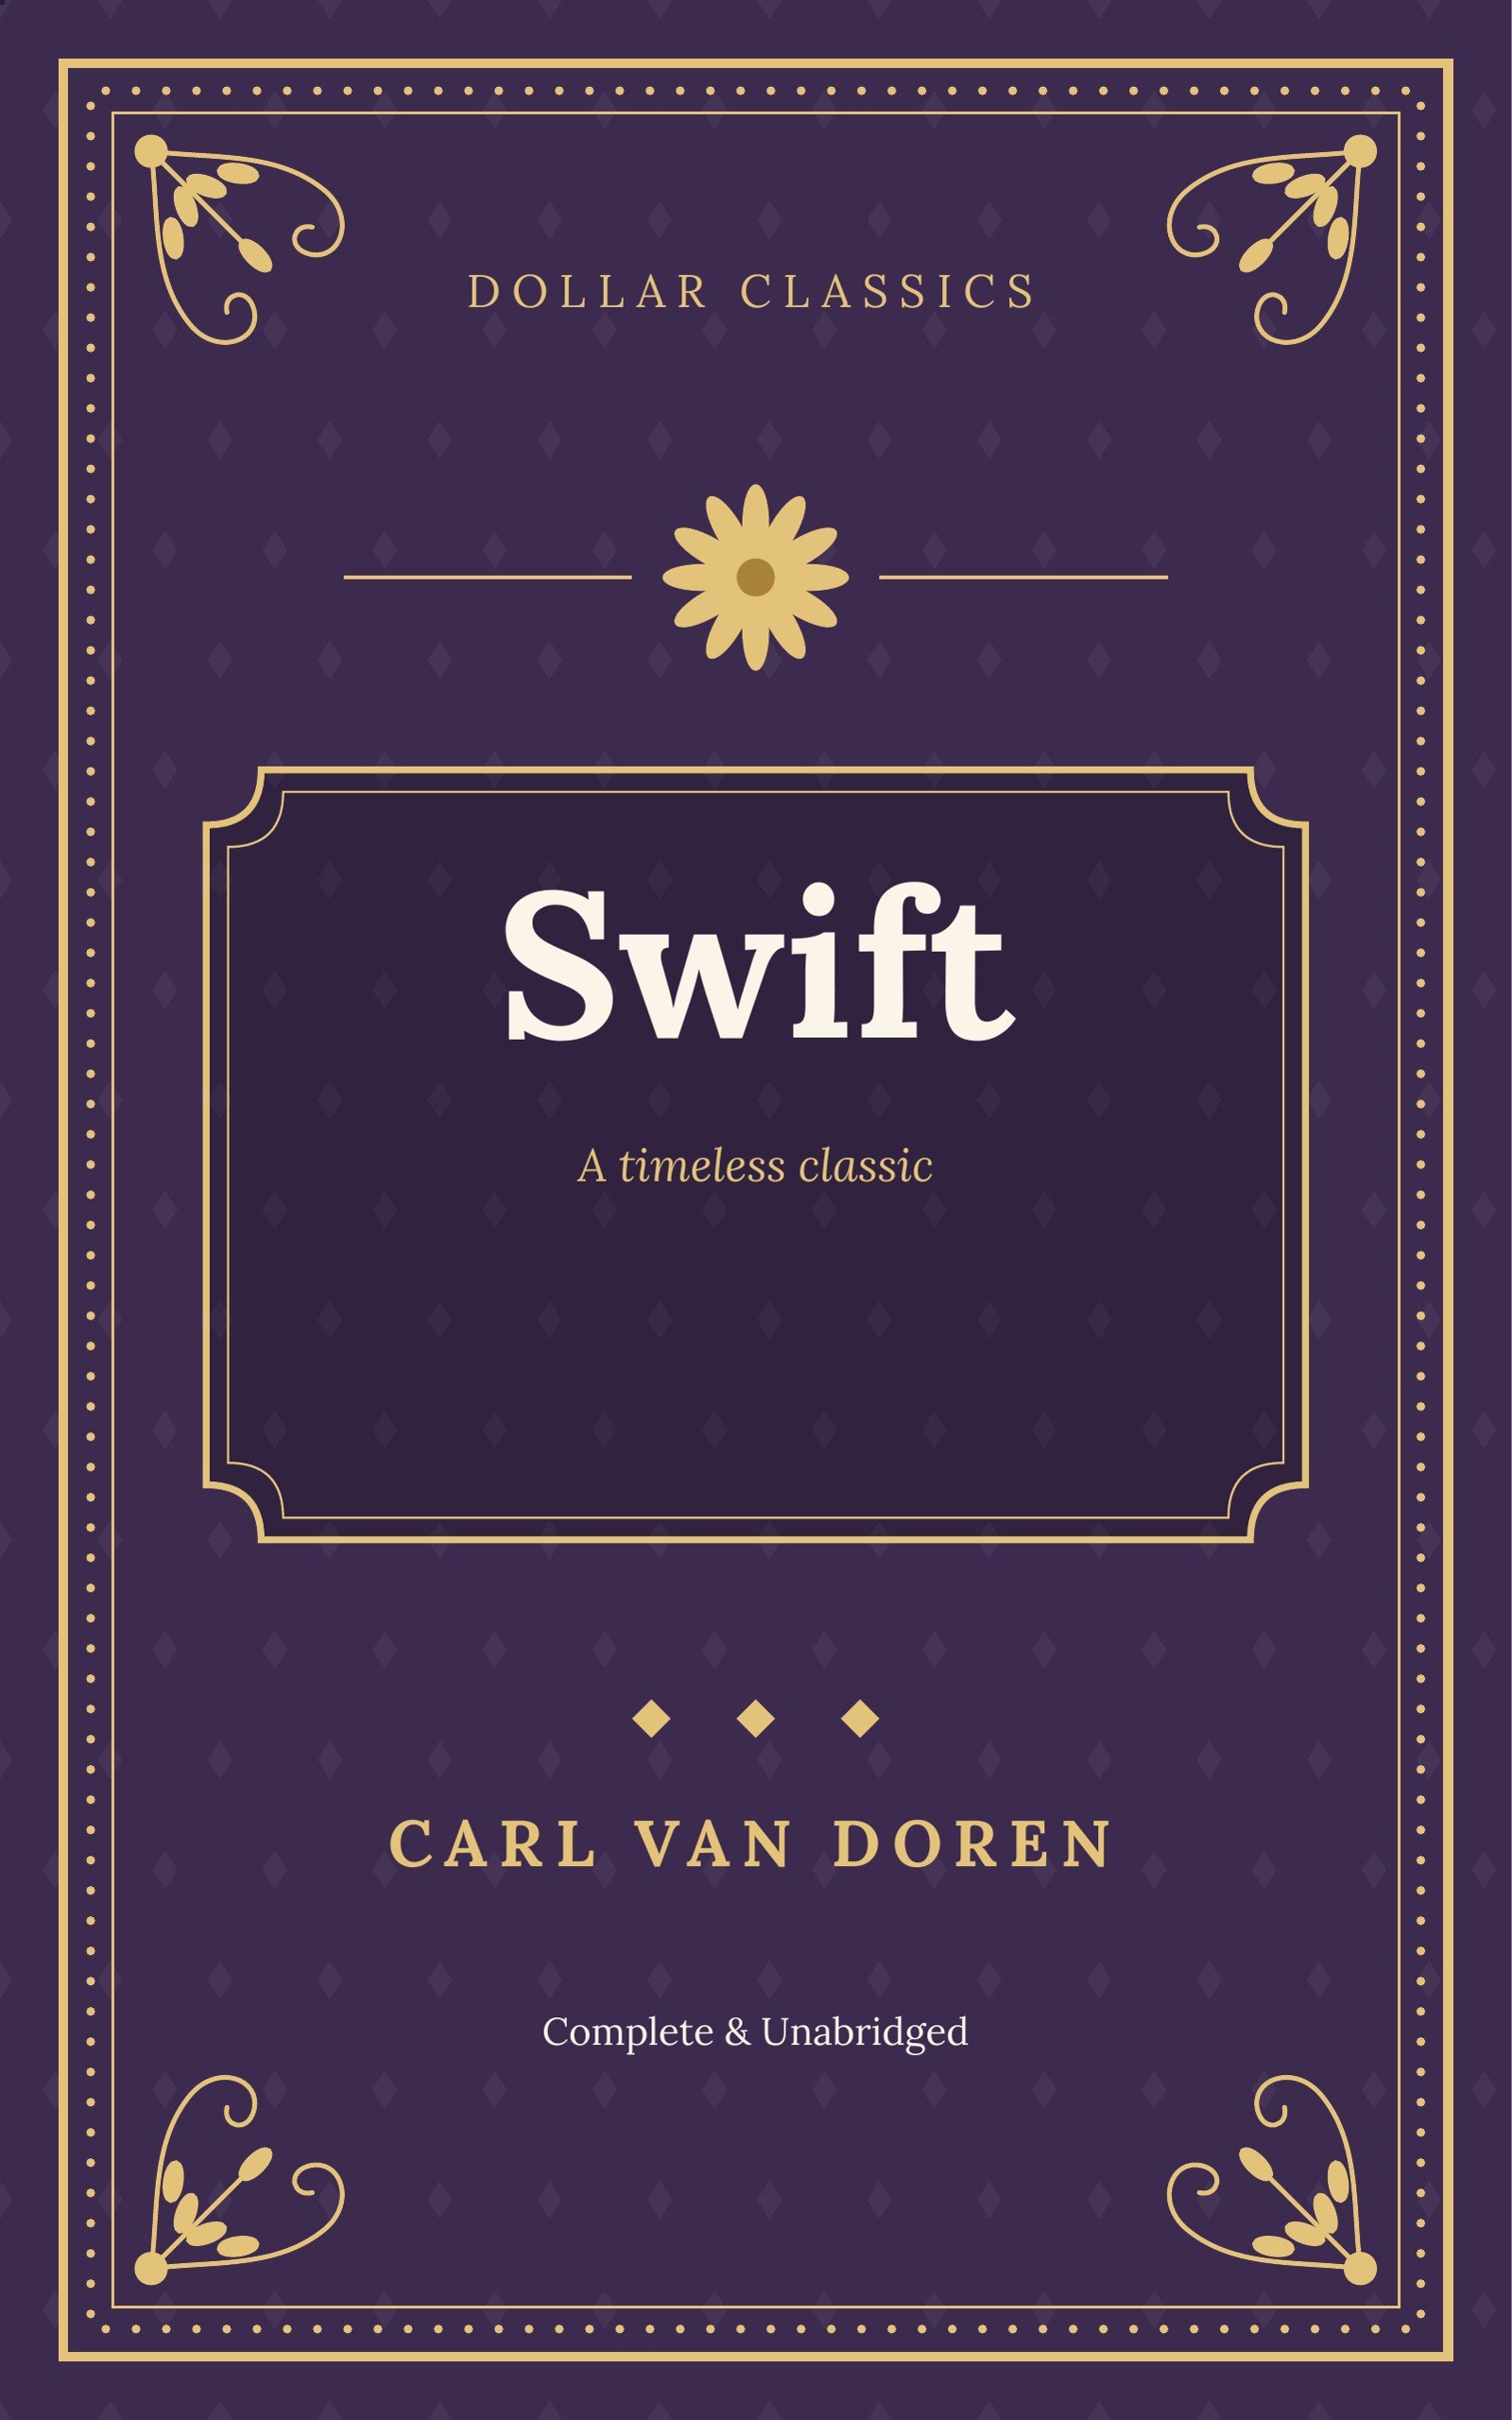 DOLLAR CLASSICS
Swift
A timeless classic
CARL VAN DOREN
Complete & Unabridged